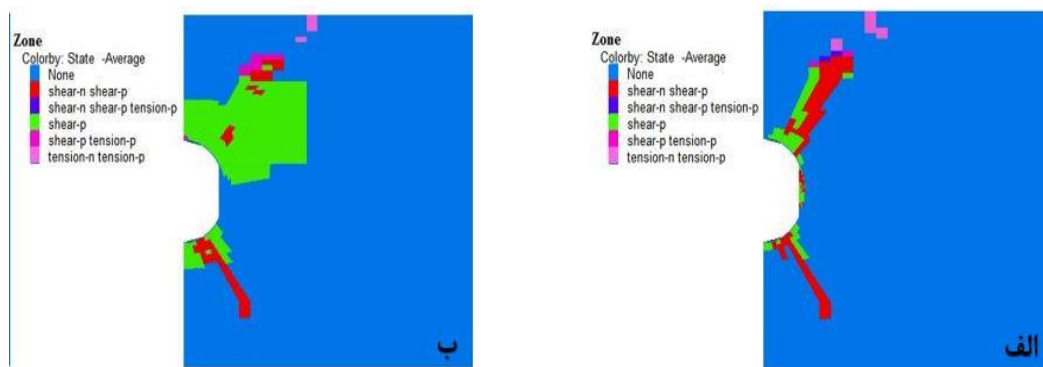 Zone
Colorby: State -Average
None
shear-n shear-p
shear-n shear-p tension-p
shear-p
shear-p tension-p
tension-n tension-p
ب
Zone
Colorby: State -Average
None
shear-n shear-p
shear-n shear-p tension-p
shear-p
shear-p tension-p
tension-n tension-p
الف